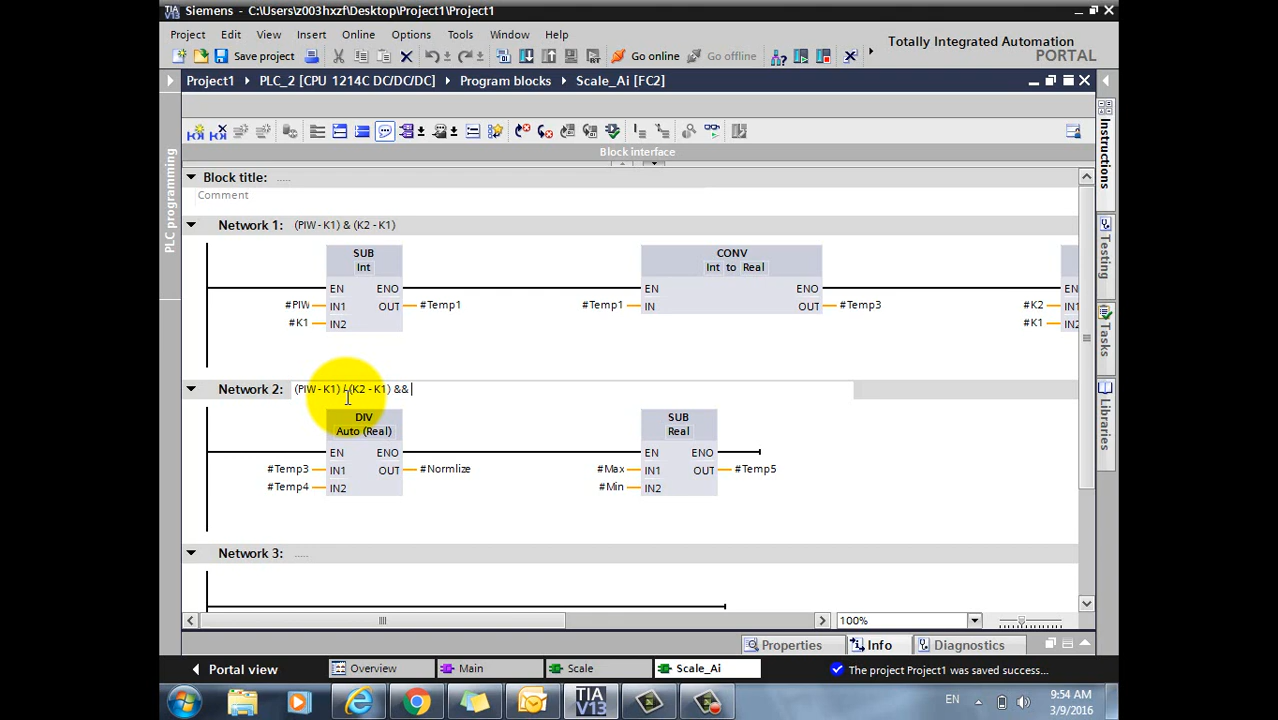 TIA V13 Siemens - C:\Users\z003hxzf\Desktop\Project1\Project1
Project Edit View Insert Online Options Tools Window Help
Totally Integrated Automation
PORTAL
Save project Go online Go offline
Project1 PLC_2 [CPU 1214C DC/DC/DC] Program blocks Scale_Ai [FC2]
Block interface
Block title: .....
Comment
Network 1: (PIW - K1) & (K2 - K1)
SUB CONV
Int Int to Real
EN ENO EN ENO EN
#PIW IN1 OUT #Temp1 #Temp1 IN OUT #Temp3 #K2 IN1
#K1 IN2 #K1 IN2
Network 2: (PIW - K1) / (K2 - K1) &&
DIV SUB
Auto (Real) Real
EN ENO EN ENO
#Temp3 IN1 OUT #Normlize #Max IN1 OUT #Temp5
#Temp4 IN2 #Min IN2
Network 3: .....
100%
Properties Info Diagnostics
Portal view Overview Main Scale Scale_Ai The project Project1 was saved success...
TIA V13 EN 9:54 AM
3/9/2016
PLC programming
Instructions
Testing
Tasks
Libraries